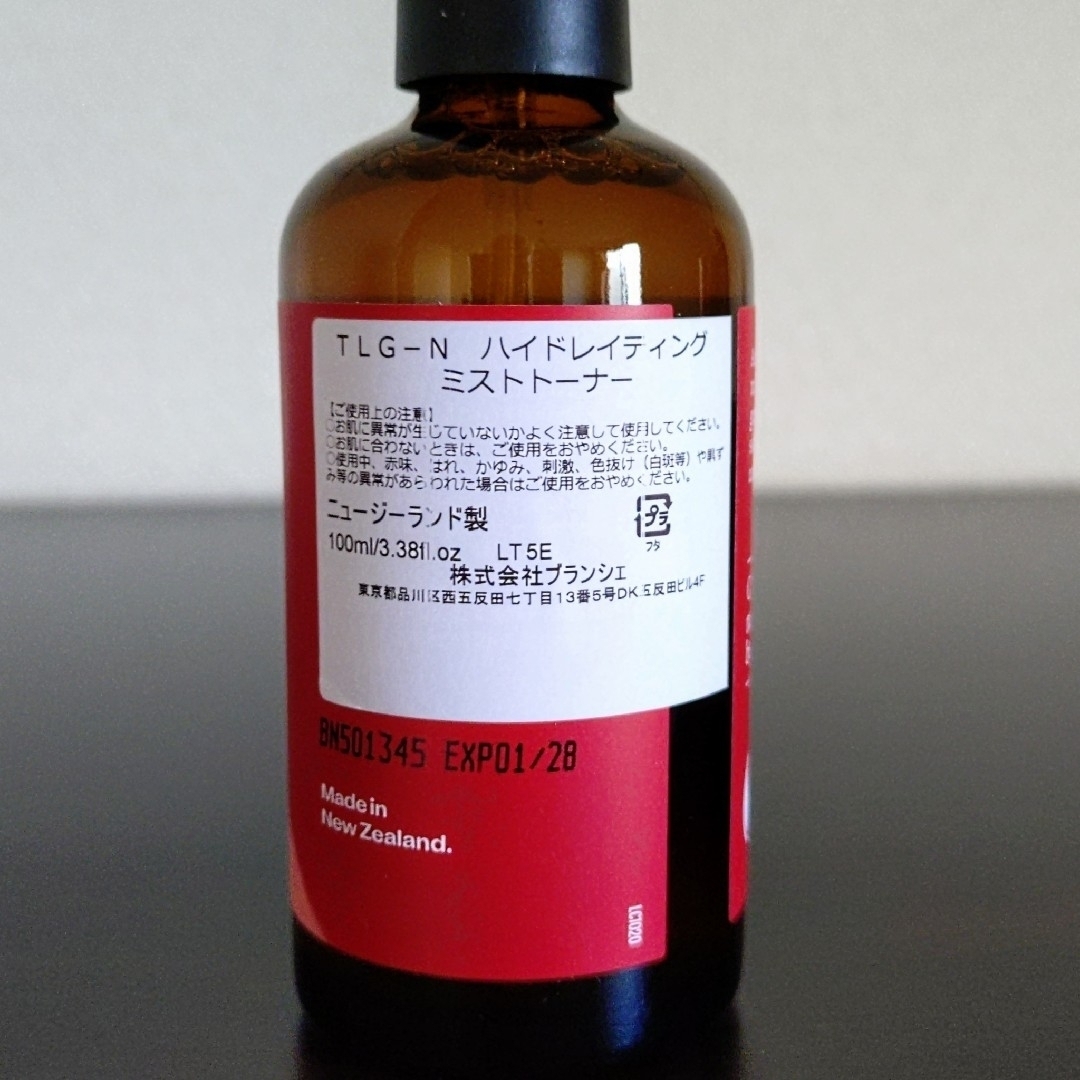 TLG-N ハイドレイティング
ミストトーナー
【ご使用上の注意】
○お肌に異常が生じていないかよく注意して使用してください。
○お肌に合わないときは、ご使用をおやめください。
○使用中、赤味、はれ、かゆみ、刺激、色抜け（白斑等）や黒ず
み等の異常があらわれた場合はご使用をおやめください。
ニュージーランド製
プラ
フタ
100ml/3.38fl.oz LT5E
株式会社ブランシェ
東京都品川区西五反田七丁目13番5号DK五反田ビル4F
BN501345 EXP01/28
Made in
New Zealand.
LC1020